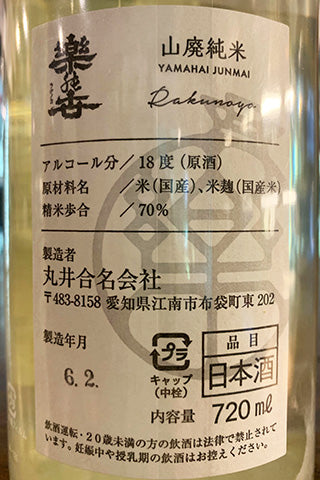 樂の世
山廃純米
YAMAHAI JUNMAI
Rakunoyo
アルコール分／18度（原酒）
原材料名　／米（国産）、米麹（国産米）
精米歩合　／70%
製造者
丸井合名会社
〒483-8158 愛知県江南市布袋町東 202
製造年月
6. 2.
プラ
キャップ
（中栓）
品目
日本酒
内容量　720㎖
飲酒運転・20歳未満の方の飲酒は法律で禁止されて
います。妊娠中や授乳期の飲酒はお控えください。